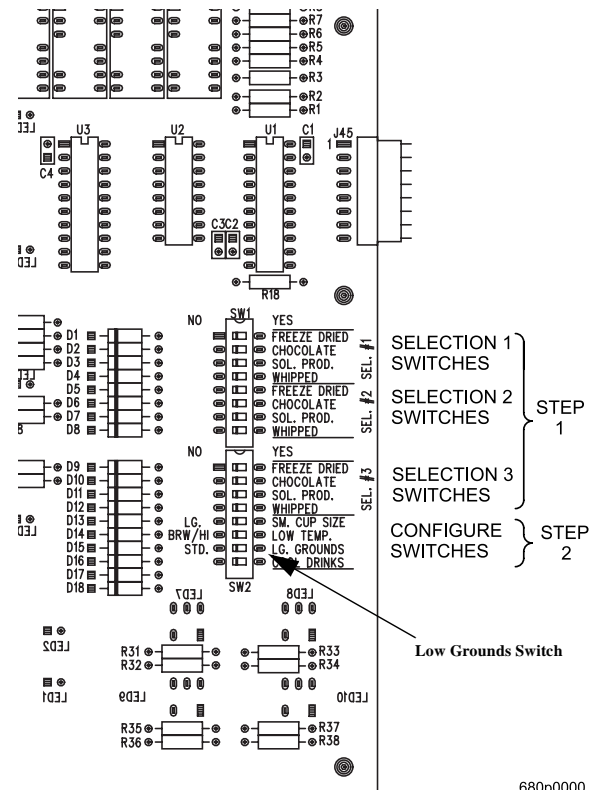 R7
R6
R5
R4
R3
R2
R1
LED
U3
U2
U1
C1
J45
1
C4
C3C2
LED3
R18
SW1
NO
YES
FREEZE DRIED
CHOCOLATE
SOL. PROD.
WHIPPED
SEL. #1
FREEZE DRIED
CHOCOLATE
SOL. PROD.
WHIPPED
SEL. #2
D1
D2
D3
D4
D5
D6
D7
D8
SELECTION 1
SWITCHES
SELECTION 2
SWITCHES
STEP
1
NO
YES
FREEZE DRIED
CHOCOLATE
SOL. PROD.
WHIPPED
SEL. #3
SM. CUP SIZE
LOW TEMP.
LG. GROUNDS
DRINKS
LG.
BRW/HI
STD.
SW2
D9
D10
D11
D12
D13
D14
D15
D16
D17
D18
SELECTION 3
SWITCHES
CONFIGURE
SWITCHES
STEP
2
LED7
LED8
Low Grounds Switch
LED2
R31
R32
R33
R34
LED1
LED9
LED10
R35
R36
R37
R38
680p0000